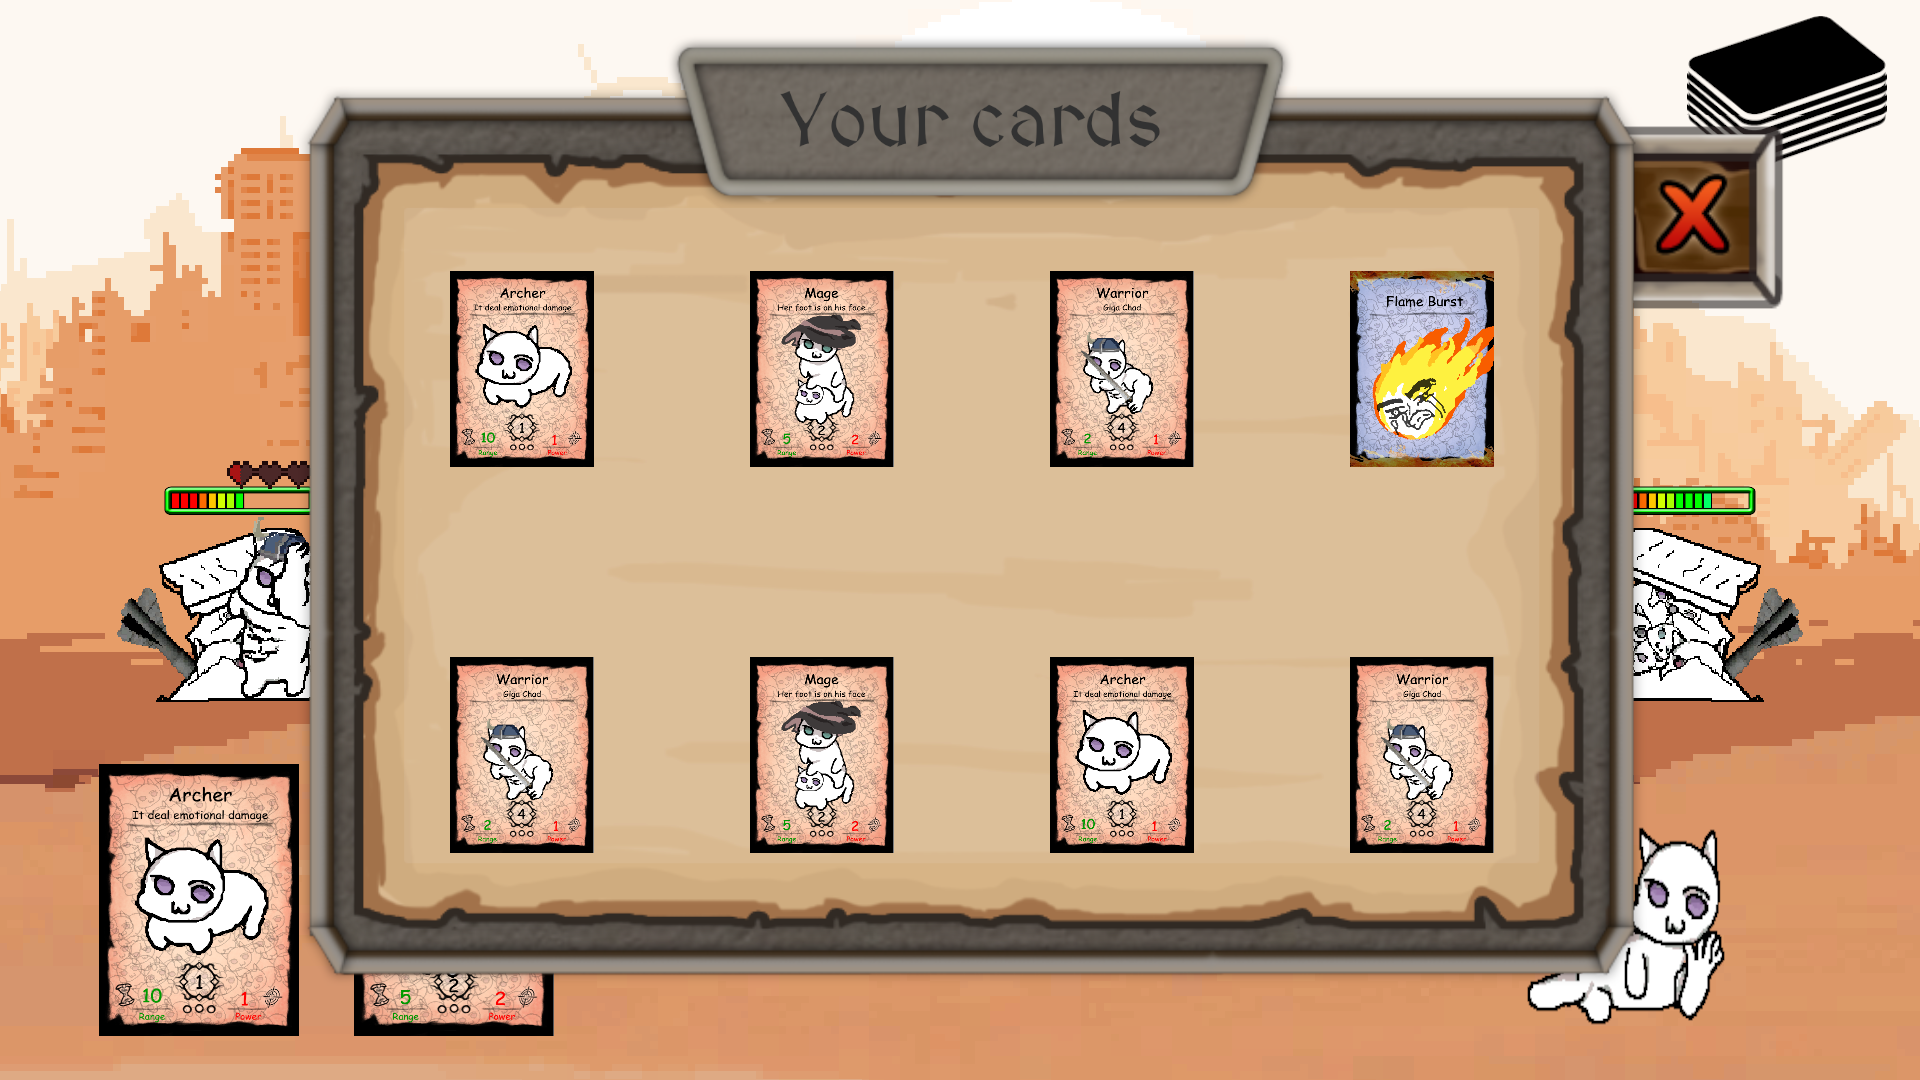 Your cards
Archer
It deal emotional damage
1
10
1
Range
Power
Mage
Her foot is on his face
2
5
2
Range
Power
Warrior
Giga Chad
4
2
1
Range
Power
Flame Burst
Warrior
Giga Chad
4
2
1
Range
Power
Mage
Her foot is on his face
2
5
2
Range
Power
Archer
It deal emotional damage
1
10
1
Range
Power
Warrior
Giga Chad
4
2
1
Range
Power
Archer
It deal emotional damage
1
10
1
Range
Power
2
5
2
Range
Power